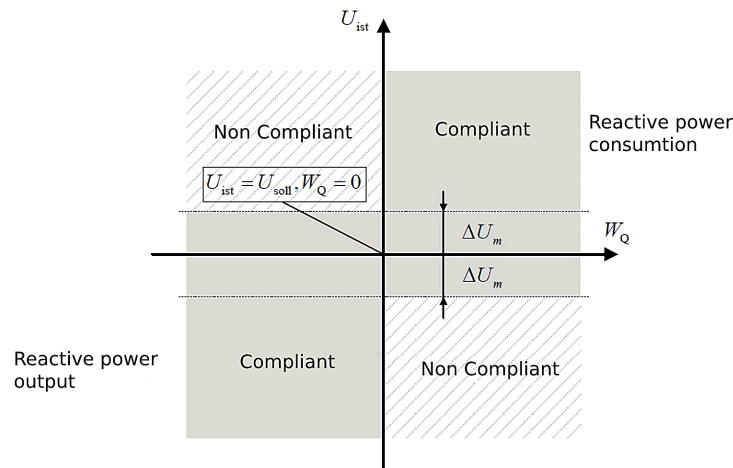 U_ist
Non Compliant
Compliant
Reactive power
consumtion
U_ist = U_soll, W_Q = 0
ΔU_m
W_Q
ΔU_m
Reactive power
output
Compliant
Non Compliant